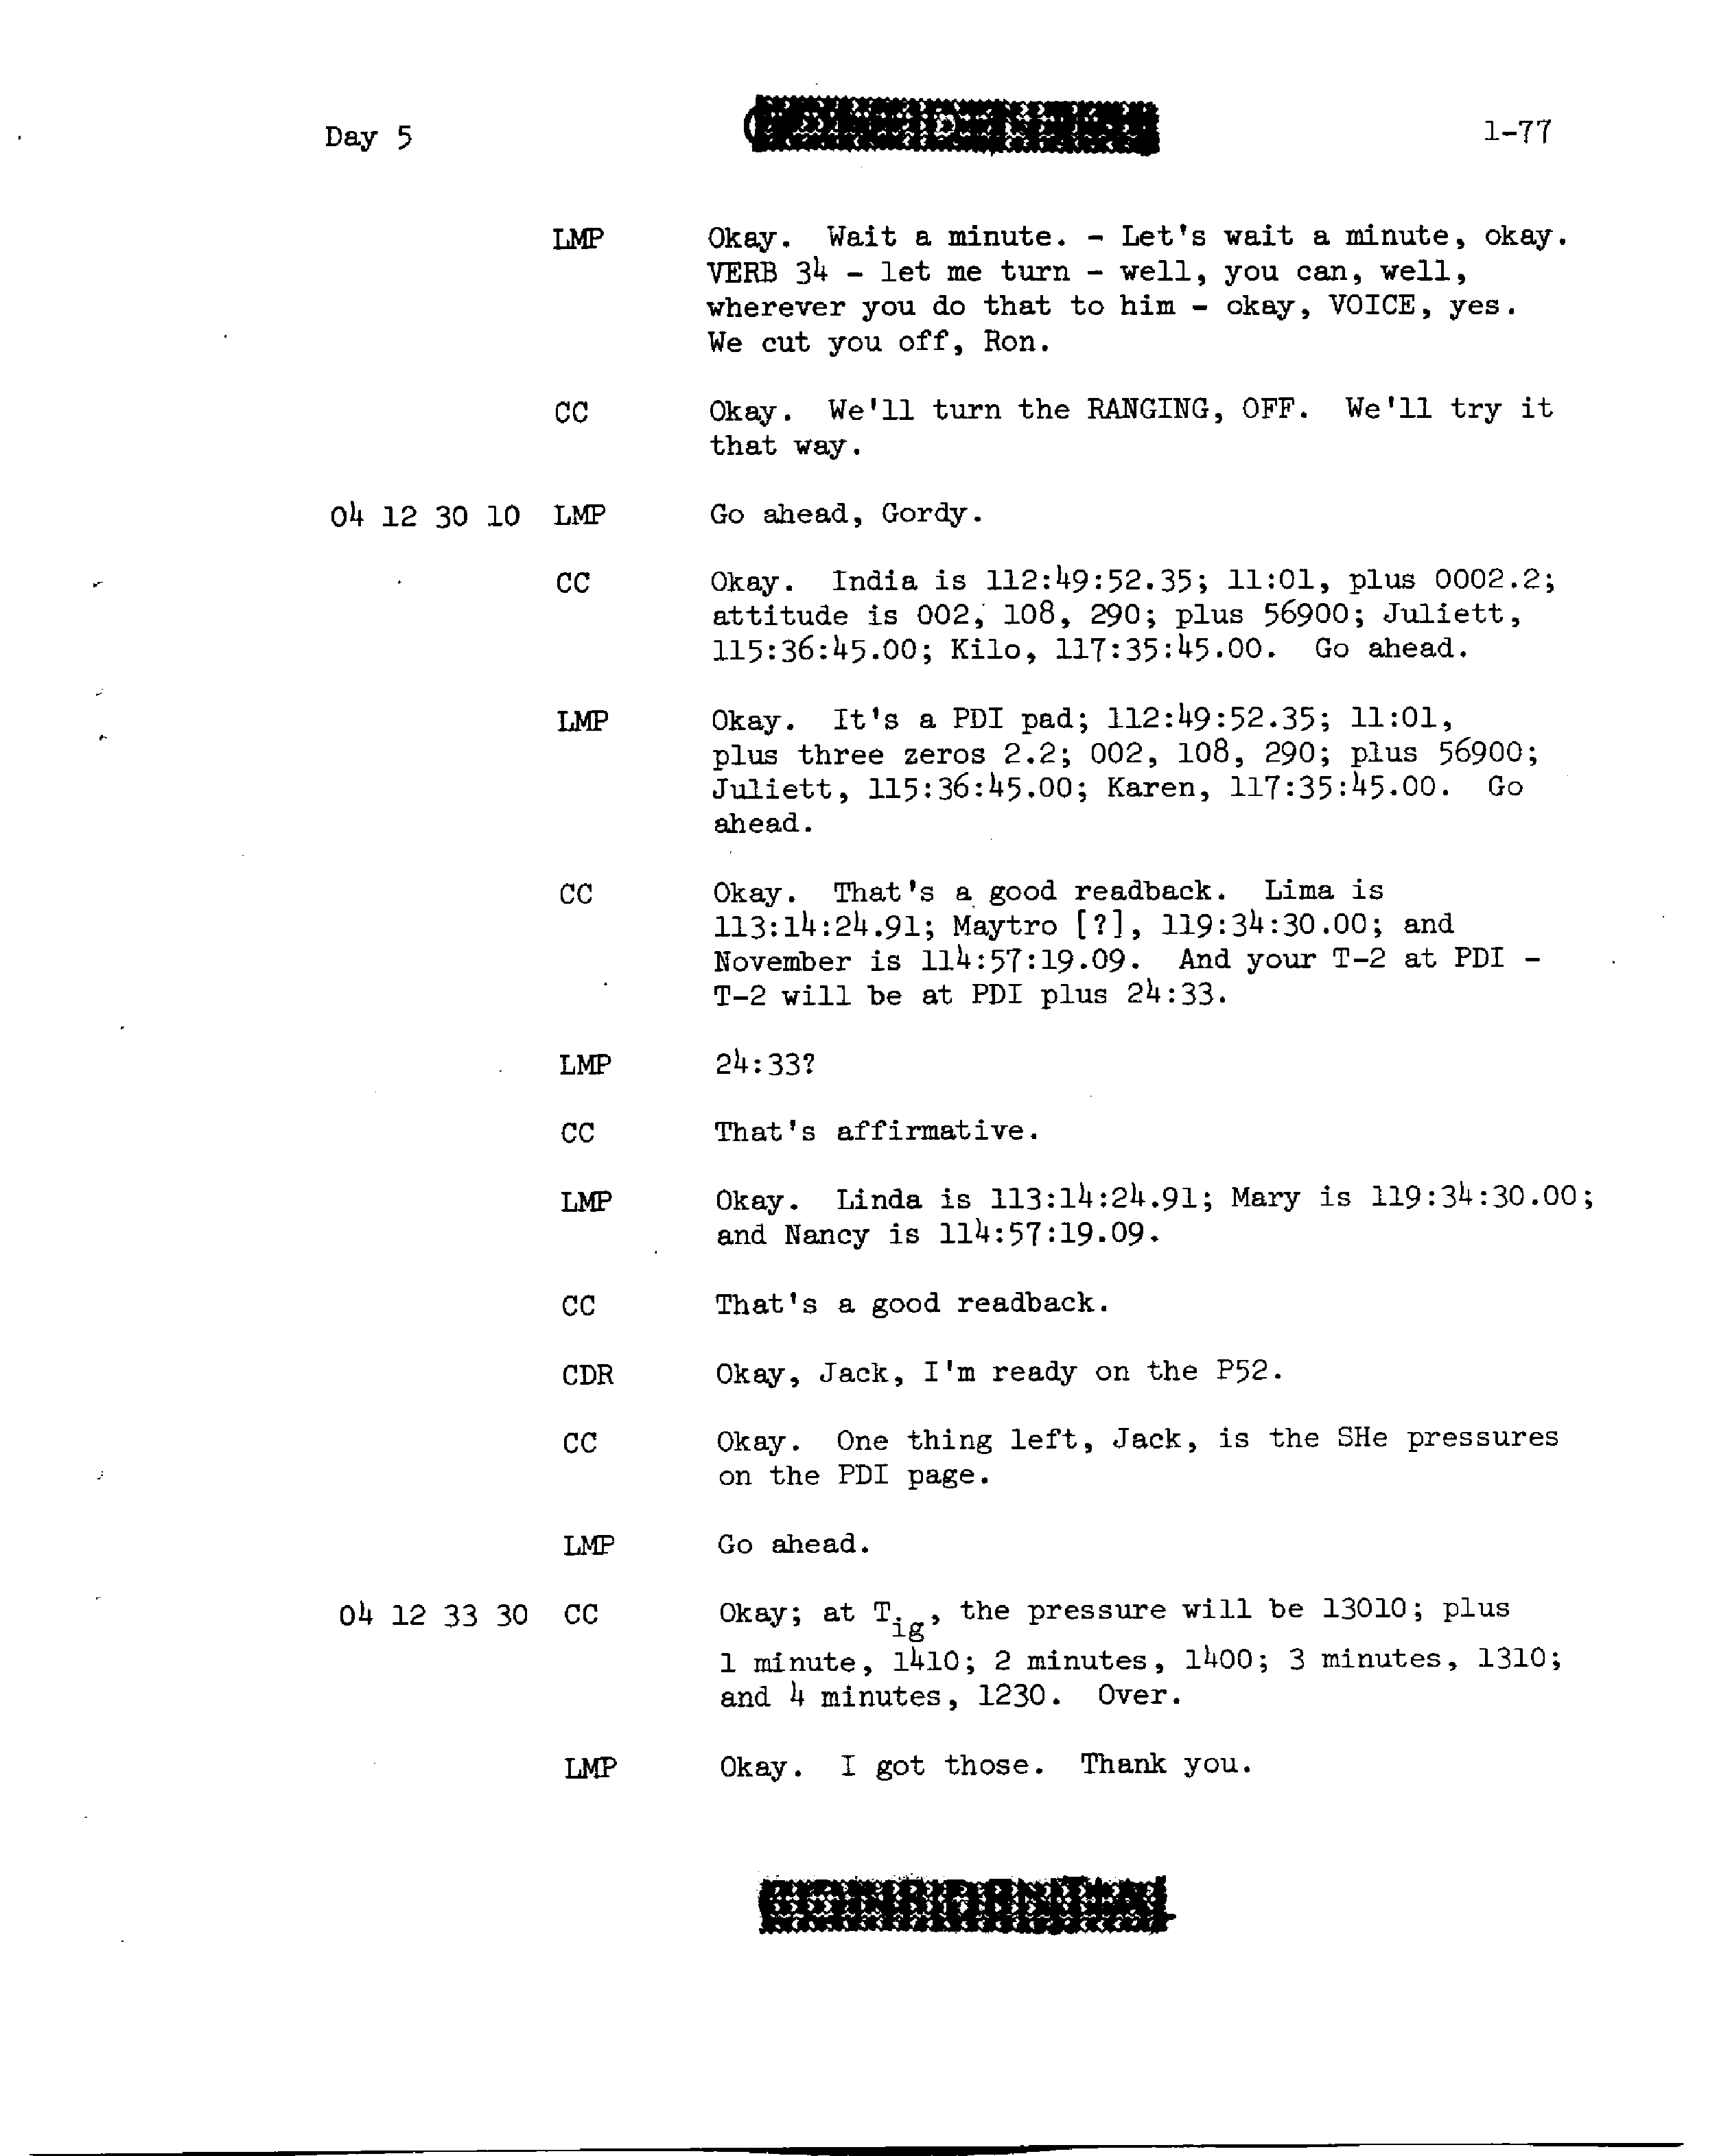 Day 5
1-77
LMP Okay. Wait a minute. - Let's wait a minute, okay.
VERB 34 - let me turn - well, you can, well,
wherever you do that to him - okay, VOICE, yes.
We cut you off, Ron.
CC Okay. We'll turn the RANGING, OFF. We'll try it
that way.
04 12 30 10 LMP Go ahead, Gordy.
CC Okay. India is 112:49:52.35; 11:01, plus 0002.2;
attitude is 002, 108, 290; plus 56900; Juliett,
115:36:45.00; Kilo, 117:35:45.00. Go ahead.
LMP Okay. It's a PDI pad; 112:49:52.35; 11:01,
plus three zeros 2.2; 002, 108, 290; plus 56900;
Juliett, 115:36:45.00; Karen, 117:35:45.00. Go
ahead.
CC Okay. That's a good readback. Lima is
113:14:24.91; Maytro [?], 119:34:30.00; and
November is 114:57:19.09. And your T-2 at PDI -
T-2 will be at PDI plus 24:33.
LMP 24:33?
CC That's affirmative.
LMP Okay. Linda is 113:14:24.91; Mary is 119:34:30.00;
and Nancy is 114:57:19.09.
CC That's a good readback.
CDR Okay, Jack, I'm ready on the P52.
CC Okay. One thing left, Jack, is the SHe pressures
on the PDI page.
LMP Go ahead.
04 12 33 30 CC Okay; at Tig, the pressure will be 13010; plus
1 minute, 1410; 2 minutes, 1400; 3 minutes, 1310;
and 4 minutes, 1230. Over.
LMP Okay. I got those. Thank you.